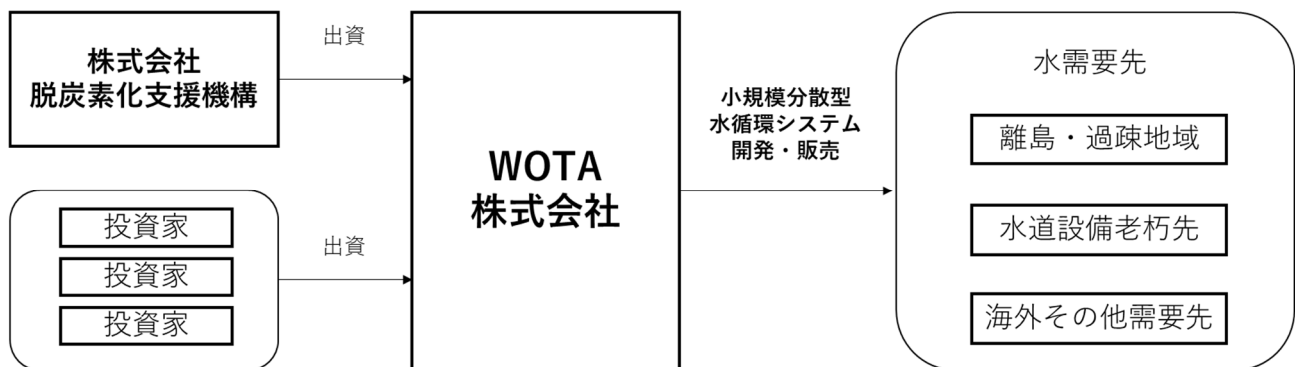 株式会社
脱炭素化支援機構
出資
投資家
投資家
投資家
出資
WOTA
株式会社
小規模分散型
水循環システム
開発・販売
水需要先
離島・過疎地域
水道設備老朽先
海外その他需要先